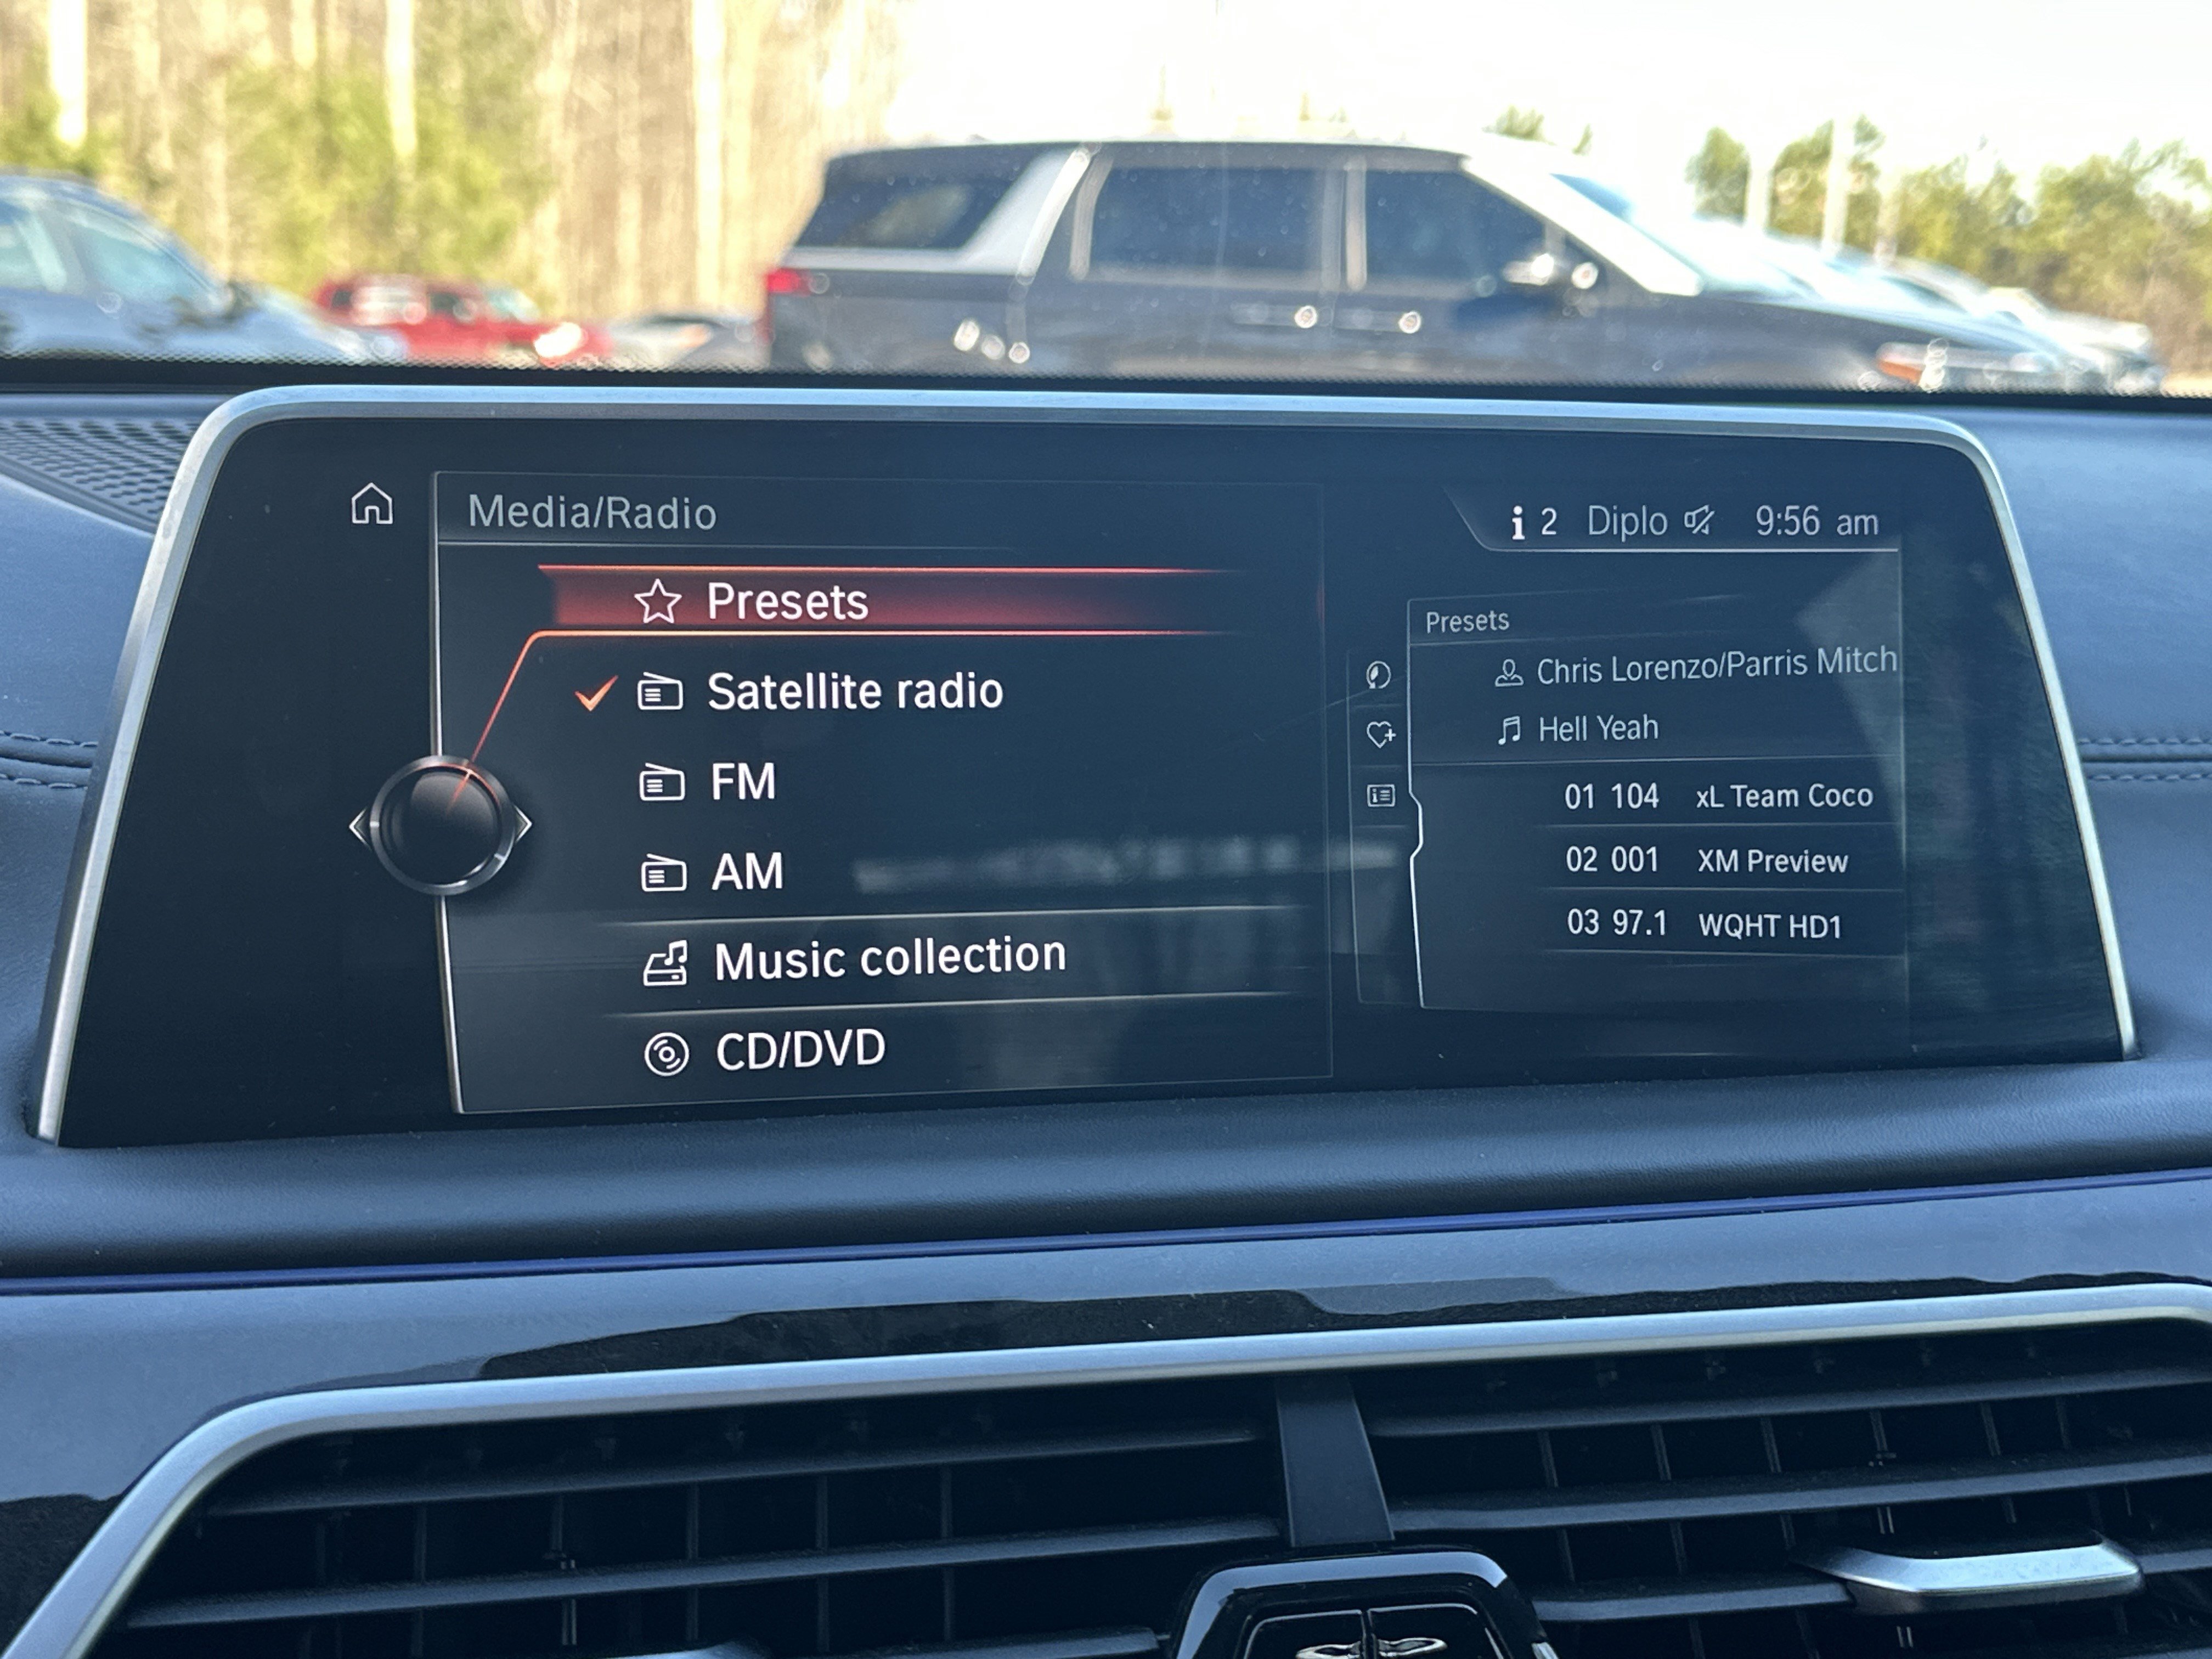 Media/Radio
Presets
Satellite radio
FM
AM
Music collection
CD/DVD
i 2 Diplo 9:56 am
Presets
Chris Lorenzo/Parris Mitch
Hell Yeah
01 104 xL Team Coco
02 001 XM Preview
03 97.1 WQHT HD1